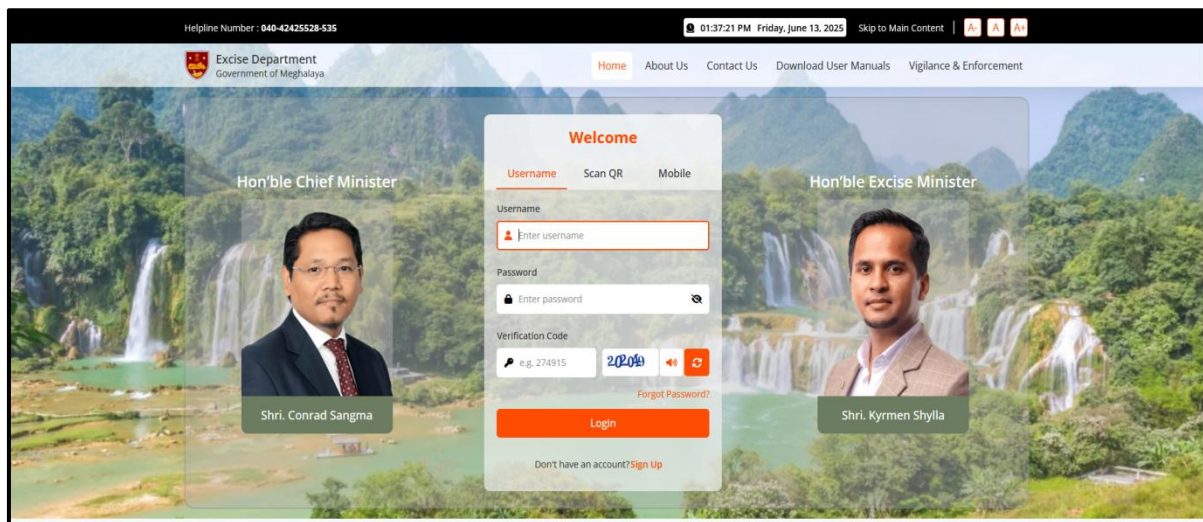 Helpline Number : 040-42425528-535
01:37:21 PM Friday, June 13, 2025 Skip to Main Content | A- A A+
Excise Department
Government of Meghalaya
Home About Us Contact Us Download User Manuals Vigilance & Enforcement
Welcome
Username Scan QR Mobile
Hon'ble Chief Minister
Hon'ble Excise Minister
Username
Enter username
Password
Enter password
Verification Code
e.g. 274915 202049
Forgot Password?
Shri. Conrad Sangma
Login
Shri. Kyrmen Shylla
Don't have an account?Sign Up